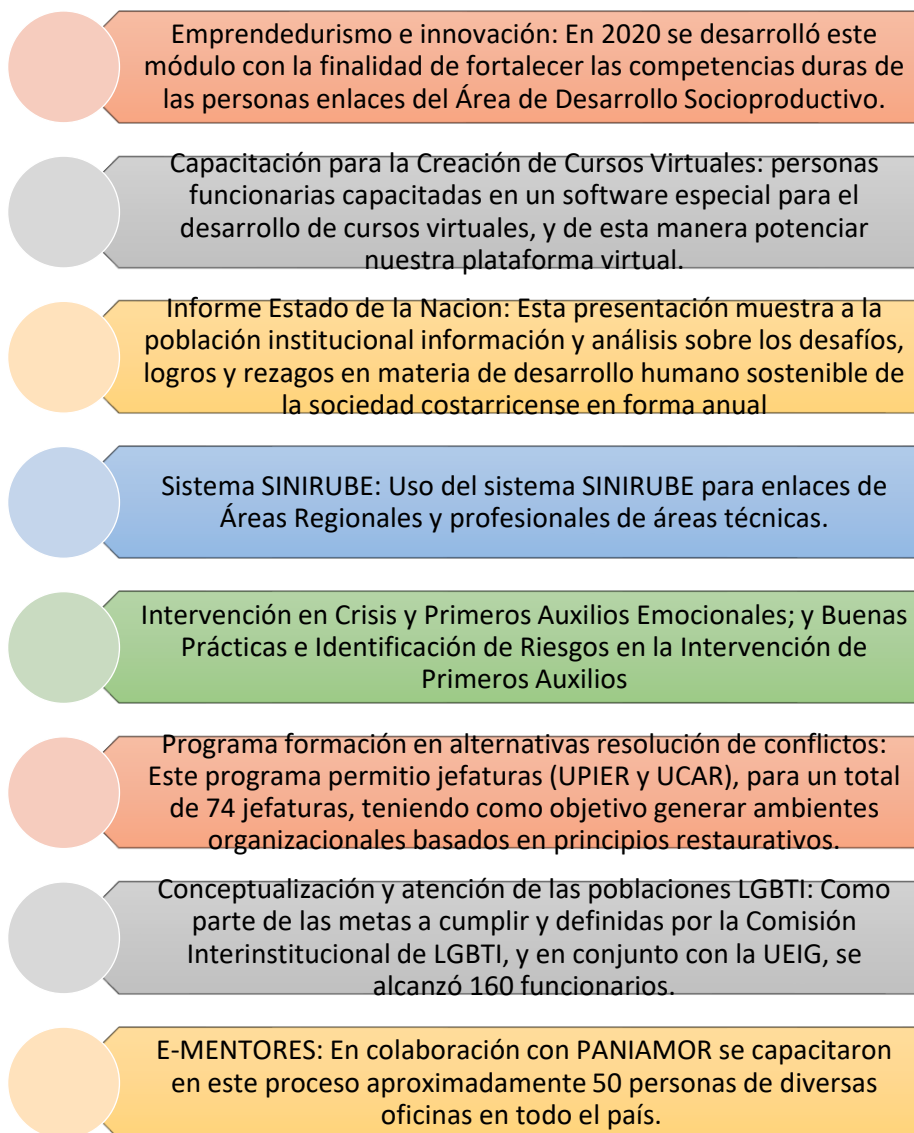 Emprendedurismo e innovación: En 2020 se desarrolló este
módulo con la finalidad de fortalecer las competencias duras de
las personas enlaces del Área de Desarrollo Socioproductivo.
Capacitación para la Creación de Cursos Virtuales: personas
funcionarias capacitadas en un software especial para el
desarrollo de cursos virtuales, y de esta manera potenciar
nuestra plataforma virtual.
Informe Estado de la Nacion: Esta presentación muestra a la
población institucional información y análisis sobre los desafíos,
logros y rezagos en materia de desarrollo humano sostenible de
la sociedad costarricense en forma anual
Sistema SINIRUBE: Uso del sistema SINIRUBE para enlaces de
Áreas Regionales y profesionales de áreas técnicas.
Intervención en Crisis y Primeros Auxilios Emocionales; y Buenas
Prácticas e Identificación de Riesgos en la Intervención de
Primeros Auxilios
Programa formación en alternativas resolución de conflictos:
Este programa permitio jefaturas (UPIER y UCAR), para un total
de 74 jefaturas, teniendo como objetivo generar ambientes
organizacionales basados en principios restaurativos.
Conceptualización y atención de las poblaciones LGBTI: Como
parte de las metas a cumplir y definidas por la Comisión
Interinstitucional de LGBTI, y en conjunto con la UEIG, se
alcanzó 160 funcionarios.
E-MENTORES: En colaboración con PANIAMOR se capacitaron
en este proceso aproximadamente 50 personas de diversas
oficinas en todo el país.